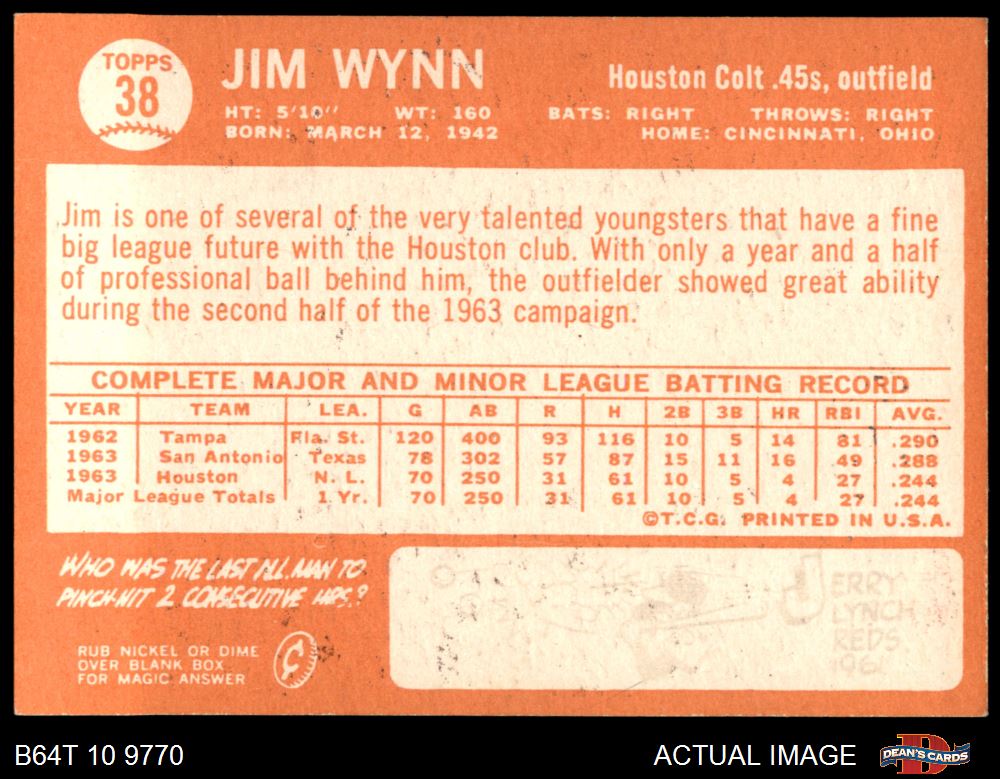 TOPPS
38
JIM WYNN
Houston Colt .45s, outfield
HT: 5'10" WT: 160 BATS: RIGHT THROWS: RIGHT
BORN: MARCH 12, 1942 HOME: CINCINNATI, OHIO
Jim is one of several of the very talented youngsters that have a fine
big league future with the Houston club. With only a year and a half
of professional ball behind him, the outfielder showed great ability
during the second half of the 1963 campaign.
COMPLETE MAJOR AND MINOR LEAGUE BATTING RECORD
YEAR TEAM LEA. G AB R H 2B 3B HR RBI AVG.
1962 Tampa Fla. St. 120 400 93 116 10 5 14 81 .290
1963 San Antonio Texas 78 302 57 87 15 11 16 49 .288
1963 Houston N. L. 70 250 31 61 10 5 4 27 .244
Major League Totals 1 Yr. 70 250 31 61 10 5 4 27 .244
©T.C.G. PRINTED IN U.S.A.
WHO WAS THE LAST N.L. MAN TO
PINCH-HIT 2 CONSECUTIVE HRS.?
RUB NICKEL OR DIME
OVER BLANK BOX
FOR MAGIC ANSWER
¢
JERRY
LYNCH
REDS
B64T 10 9770
ACTUAL IMAGE
DEAN'S CARDS